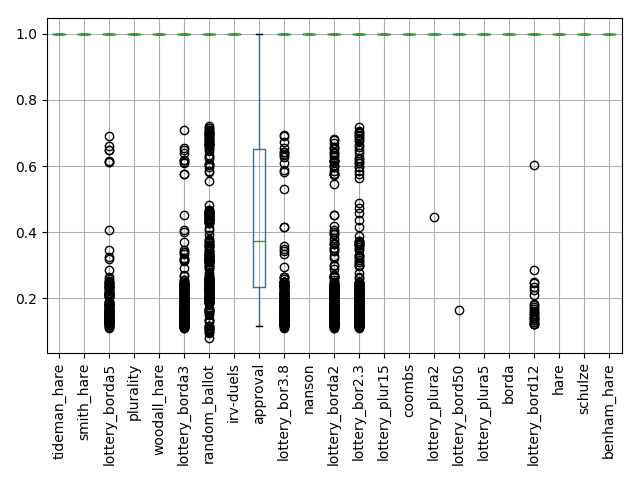 1.0
0.8
0.6
0.4
0.2
tideman_hare
smith_hare
lottery_borda5
plurality
woodall_hare
lottery_borda3
random_ballot
irv-duels
approval
lottery_bor3.8
nanson
lottery_borda2
lottery_bor2.3
lottery_plur15
coombs
lottery_plura2
lottery_bord50
lottery_plura5
borda
lottery_bord12
hare
schulze
benham_hare